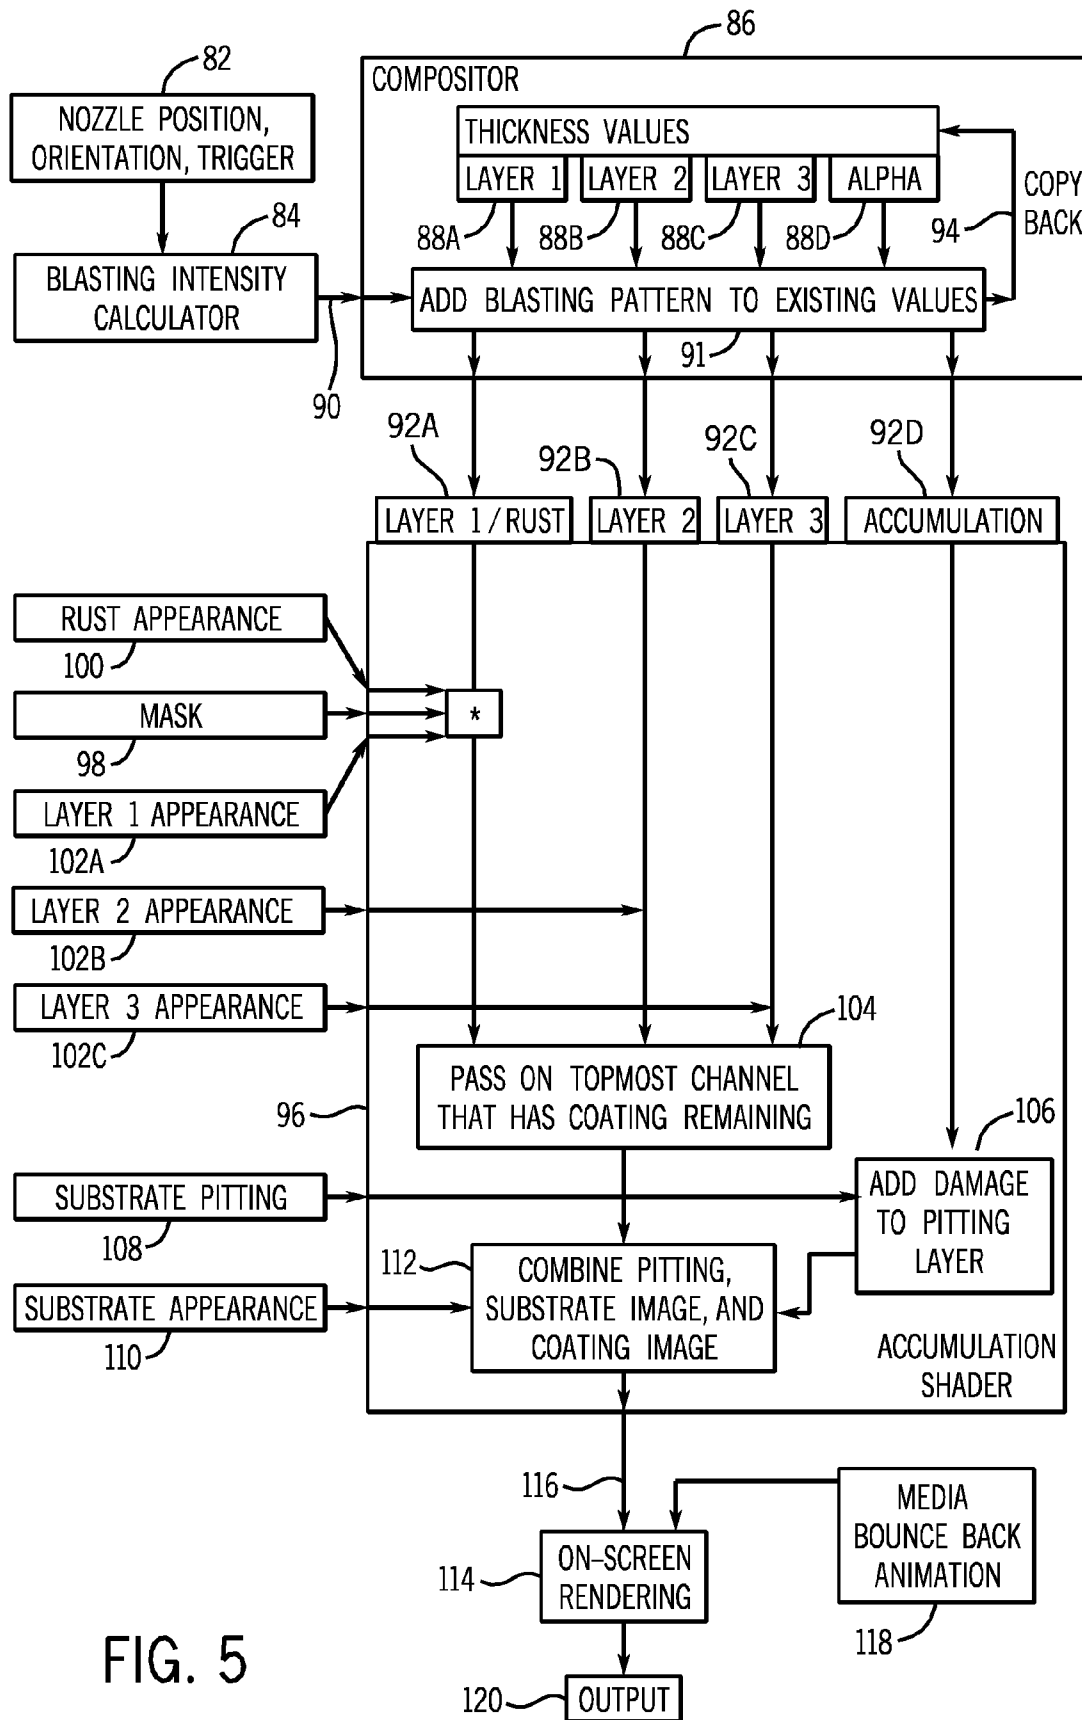 86
82
COMPOSITOR
NOZZLE POSITION,
ORIENTATION, TRIGGER
THICKNESS VALUES
LAYER 1
LAYER 2
LAYER 3
ALPHA
COPY
BACK
94
88A
88B
88C
88D
84
BLASTING INTENSITY
CALCULATOR
ADD BLASTING PATTERN TO EXISTING VALUES
91
90
92A
92B
92C
92D
LAYER 1/RUST
LAYER 2
LAYER 3
ACCUMULATION
RUST APPEARANCE
100
MASK
*
98
LAYER 1 APPEARANCE
102A
LAYER 2 APPEARANCE
102B
LAYER 3 APPEARANCE
102C
104
PASS ON TOPMOST CHANNEL
THAT HAS COATING REMAINING
96
106
SUBSTRATE PITTING
108
ADD DAMAGE
TO PITTING
LAYER
112
COMBINE PITTING,
SUBSTRATE IMAGE, AND
COATING IMAGE
SUBSTRATE APPEARANCE
110
ACCUMULATION
SHADER
116
MEDIA
BOUNCE BACK
ANIMATION
118
114
ON-SCREEN
RENDERING
FIG. 5
120
OUTPUT